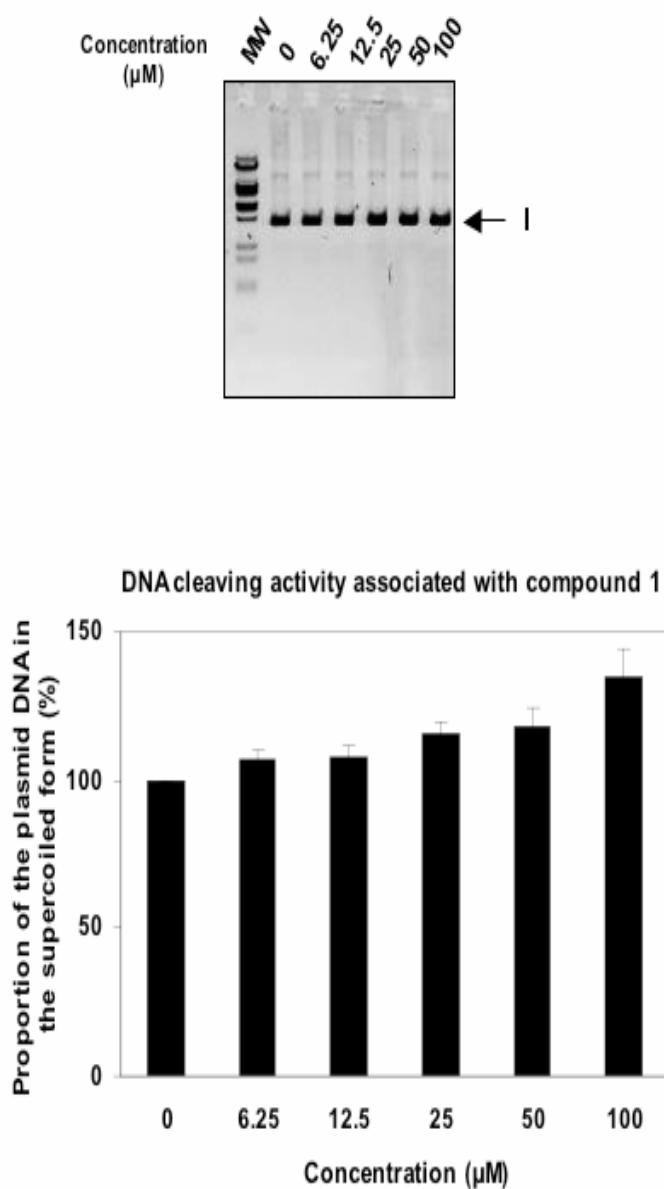 Concentration (µM)
MW 0 6.25 12.5 25 50 100
I
DNA cleaving activity associated with compound 1
Proportion of the plasmid DNA in
the supercoiled form (%)
150
100
50
0
0 6.25 12.5 25 50 100
Concentration (µM)